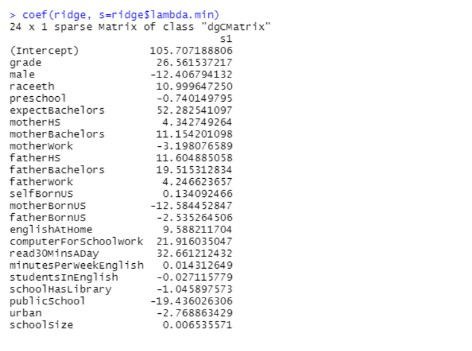 > coef(ridge, s=ridge$lambda.min)
24 x 1 sparse Matrix of class "dgCMatrix"
s1
(Intercept) 105.707188806
grade 26.561537217
male -12.406794132
raceeth 10.999647250
preschool -0.740149795
expectBachelors 52.282541097
motherHS 4.342749264
motherBachelors 11.154201098
motherWork -3.198076589
fatherHS 11.604885058
fatherBachelors 19.515312834
fatherWork 4.246623657
selfBornUS 0.134092466
motherBornUS -12.584452847
fatherBornUS -2.535264506
englishAtHome 9.588211704
computerForSchoolwork 21.916035047
read30MinsADay 32.661212432
minutesPerWeekEnglish 0.014312649
studentsInEnglish -0.027115779
schoolHasLibrary -1.045897573
publicSchool -19.436026306
urban -2.768863429
schoolSize 0.006535571